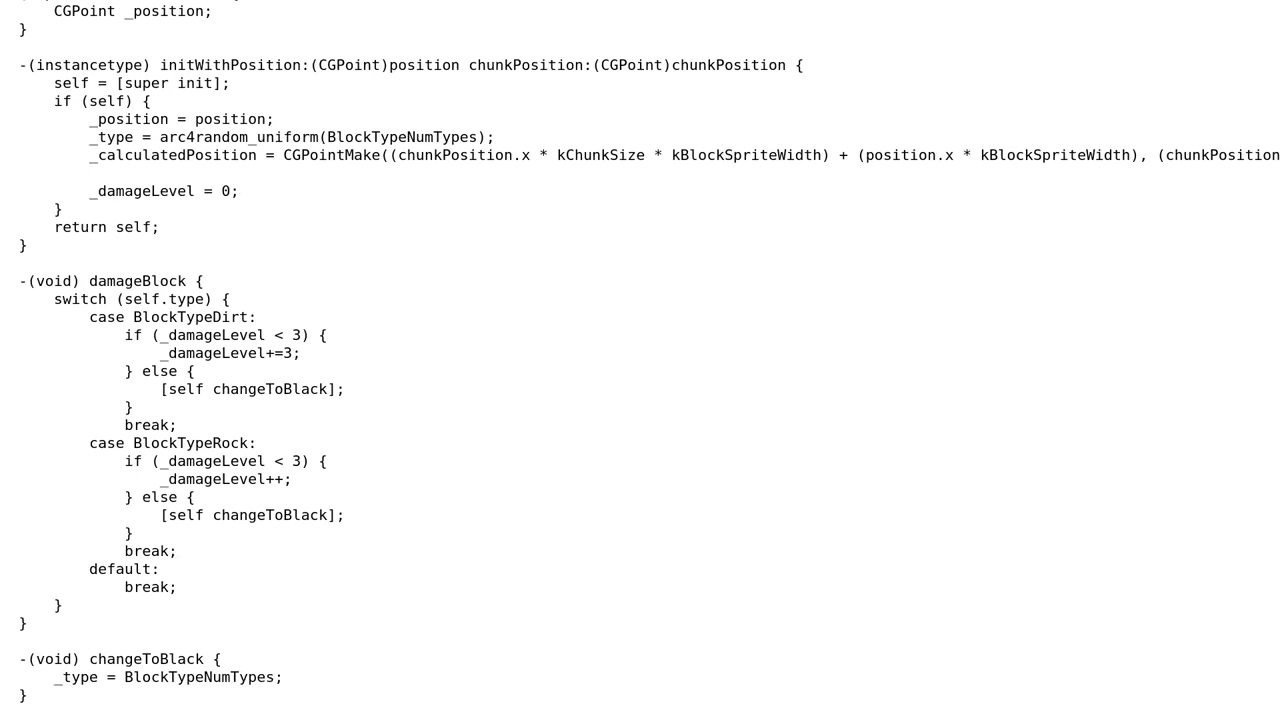 CGPoint _position;
}

-(instancetype) initWithPosition:(CGPoint)position chunkPosition:(CGPoint)chunkPosition {
    self = [super init];
    if (self) {
        _position = position;
        _type = arc4random_uniform(BlockTypeNumTypes);
        _calculatedPosition = CGPointMake((chunkPosition.x * kChunkSize * kBlockSpriteWidth) + (position.x * kBlockSpriteWidth), (chunkPosition

        _damageLevel = 0;
    }
    return self;
}

-(void) damageBlock {
    switch (self.type) {
        case BlockTypeDirt:
            if (_damageLevel < 3) {
                _damageLevel+=3;
            } else {
                [self changeToBlack];
            }
            break;
        case BlockTypeRock:
            if (_damageLevel < 3) {
                _damageLevel++;
            } else {
                [self changeToBlack];
            }
            break;
        default:
            break;
    }
}

-(void) changeToBlack {
    _type = BlockTypeNumTypes;
}